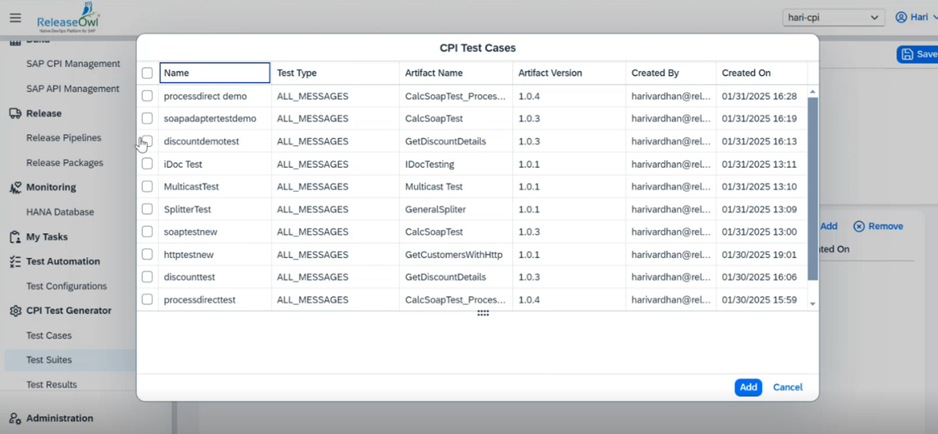 ReleaseOwl
Native DevOps Platform for SAP
hari-cpi
Hari
Save
Build
SAP CPI Management
SAP API Management
Release
Release Pipelines
Release Packages
Monitoring
HANA Database
My Tasks
Test Automation
Test Configurations
CPI Test Generator
Test Cases
Test Suites
Test Results
Administration
CPI Test Cases
Name Test Type Artifact Name Artifact Version Created By Created On
processdirect demo ALL_MESSAGES CalcSoapTest_Proces... 1.0.4 harivardhan@rel... 01/31/2025 16:28
soapadaptertestdemo ALL_MESSAGES CalcSoapTest 1.0.3 harivardhan@rel... 01/31/2025 16:19
discountdemotest ALL_MESSAGES GetDiscountDetails 1.0.3 harivardhan@rel... 01/31/2025 16:13
iDoc Test ALL_MESSAGES IDocTesting 1.0.1 harivardhan@rel... 01/31/2025 13:11
MulticastTest ALL_MESSAGES Multicast Test 1.0.1 harivardhan@rel... 01/31/2025 13:10
SplitterTest ALL_MESSAGES GeneralSpliter 1.0.1 harivardhan@rel... 01/31/2025 13:09
soaptestnew ALL_MESSAGES CalcSoapTest 1.0.3 harivardhan@rel... 01/31/2025 13:00
httptestnew ALL_MESSAGES GetCustomersWithHttp 1.0.1 harivardhan@rel... 01/30/2025 19:01
discounttest ALL_MESSAGES GetDiscountDetails 1.0.3 harivardhan@rel... 01/30/2025 16:06
processdirecttest ALL_MESSAGES CalcSoapTest_Proces... 1.0.4 harivardhan@rel... 01/30/2025 15:59
Add Cancel
Add Remove
ted On